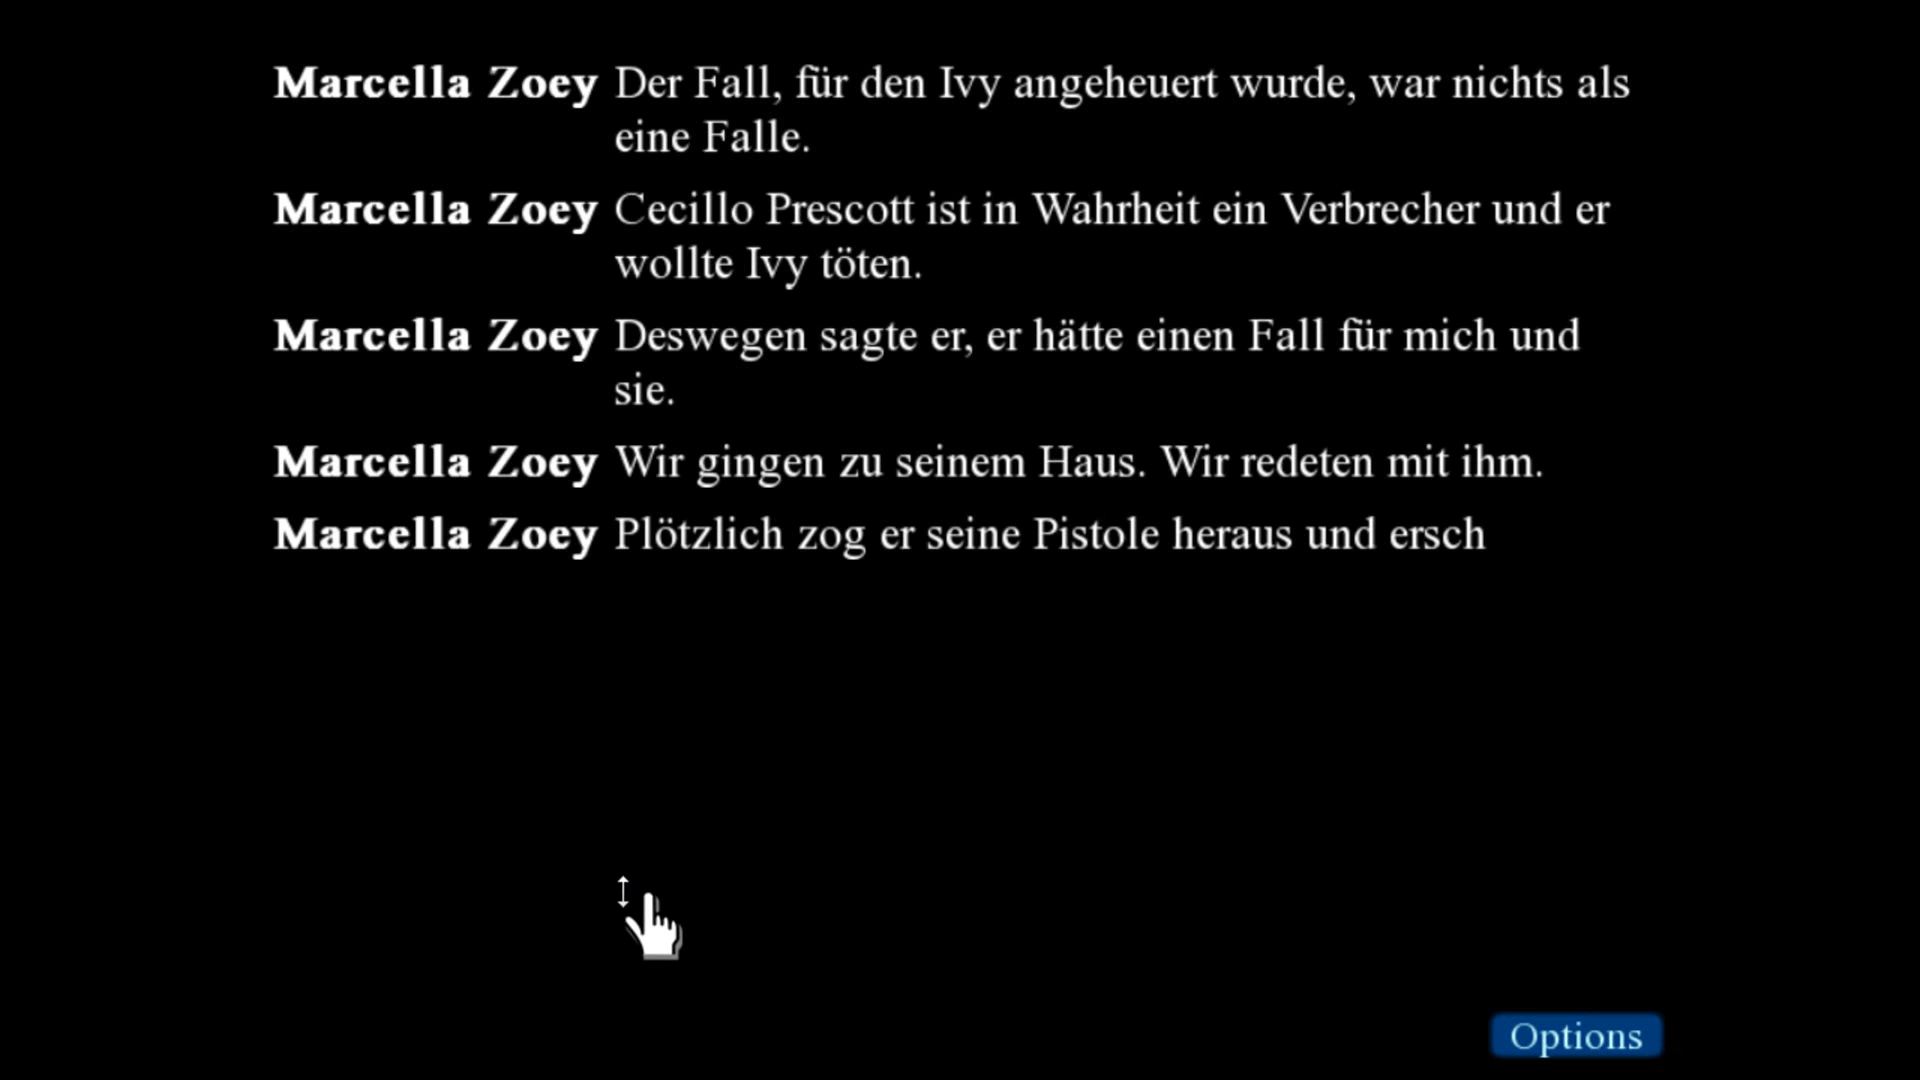 Marcella Zoey Der Fall, für den Ivy angeheuert wurde, war nichts als
eine Falle.
Marcella Zoey Cecillo Prescott ist in Wahrheit ein Verbrecher und er
wollte Ivy töten.
Marcella Zoey Deswegen sagte er, er hätte einen Fall für mich und
sie.
Marcella Zoey Wir gingen zu seinem Haus. Wir redeten mit ihm.
Marcella Zoey Plötzlich zog er seine Pistole heraus und ersch
Options